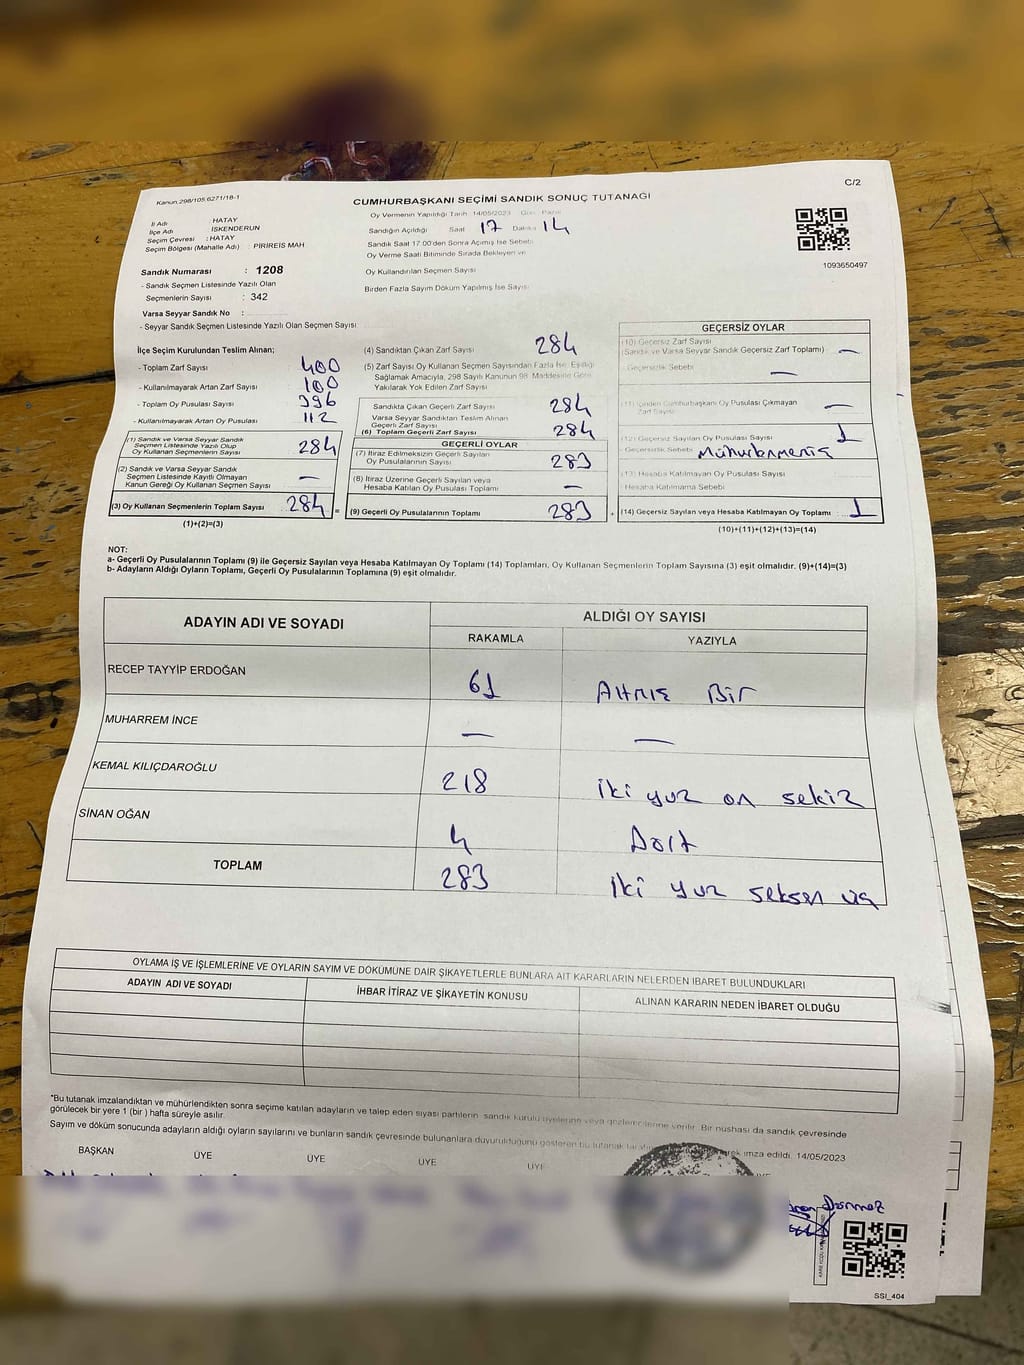 Kanun.298/105.6271/18-1
C/2
CUMHURBAŞKANI SEÇİMİ SANDIK SONUÇ TUTANAĞI
İl Adı : HATAY
İlçe Adı : İSKENDERUN
Seçim Çevresi : HATAY
Seçim Bölgesi (Mahalle Adı) : PİRİREİS MAH
Oy Vermenin Yapıldığı Tarih 14/05/2023 Gün Pazar
Sandığın Açıldığı Saat 17 Dakika 14
Sandık Saat 17.00'den Sonra Açımış İse Sebebi
Oy Verme Saati Bitiminde Sırada Bekleyen ve
Oy Kullandırılan Seçmen Sayısı
Birden Fazla Sayım Döküm Yapılmış İse Sayısı
1093650497
Sandık Numarası : 1208
- Sandık Seçmen Listesinde Yazılı Olan
Seçmenlerin Sayısı : 342
Varsa Seyyar Sandık No :
- Seyyar Sandık Seçmen Listesinde Yazılı Olan Seçmen Sayısı
İlçe Seçim Kurulundan Teslim Alınan;
- Toplam Zarf Sayısı 400
- Kullanılmayarak Artan Zarf Sayısı 100
- Toplam Oy Pusulası Sayısı 396
- Kullanılmayarak Artan Oy Pusulası 112
(1) Sandık ve Varsa Seyyar Sandık
Seçmen Listesinde Yazılı Olup
Oy Kullanan Seçmenlerin Sayısı 284
(2) Sandık ve Varsa Seyyar Sandık
Seçmen Listesinde Kayıtlı Olmayan
Kanun Gereği Oy Kullanan Seçmen Sayısı —
(3) Oy Kullanan Seçmenlerin Toplam Sayısı 284 =
(1)+(2)=(3)
(4) Sandıktan Çıkan Zarf Sayısı 284
(5) Zarf Sayısı Oy Kullanan Seçmen Sayısından Fazla İse, Eşitliği
Sağlamak Amacıyla, 298 Sayılı Kanunun 98. Maddesine Göre
Yakılarak Yok Edilen Zarf Sayısı
Sandıkta Çıkan Geçerli Zarf Sayısı 284
Varsa Seyyar Sandıktan Teslim Alınan
Geçerli Zarf Sayısı
(6) Toplam Geçerli Zarf Sayısı 284
GEÇERLİ OYLAR
(7) İtiraz Edilmeksizin Geçerli Sayılan
Oy Pusulalarının Sayısı 283
(8) İtiraz Üzerine Geçerli Sayılan veya
Hesaba Katılan Oy Pusulası Toplamı —
(9) Geçerli Oy Pusulalarının Toplamı 283 +
GEÇERSİZ OYLAR
(10) Geçersiz Zarf Sayısı
(Sandık ve Varsa Seyyar Sandık Geçersiz Zarf Toplamı) —
- Geçersizlik Sebebi —
(11) İçinden Cumhurbaşkanı Oy Pusulası Çıkmayan
Zarf Sayısı —
(12) Geçersiz Sayılan Oy Pusulası Sayısı 1
- Geçersizlik Sebebi Mühürlenmemiş
(13) Hesaba Katılmayan Oy Pusulası Sayısı
- Hesaba Katılmama Sebebi
(14) Geçersiz Sayılan veya Hesaba Katılmayan Oy Toplamı 1
(10)+(11)+(12)+(13)=(14)
NOT:
a- Geçerli Oy Pusulalarının Toplamı (9) ile Geçersiz Sayılan veya Hesaba Katılmayan Oy Toplamı (14) Toplamları, Oy Kullanan Seçmenlerin Toplam Sayısına (3) eşit olmalıdır. (9)+(14)=(3)
b- Adayların Aldığı Oyların Toplamı, Geçerli Oy Pusulalarının Toplamına (9) eşit olmalıdır.
ADAYIN ADI VE SOYADI ALDIĞI OY SAYISI
RAKAMLA YAZIYLA
RECEP TAYYİP ERDOĞAN 61 Altmış Bir
MUHARREM İNCE — —
KEMAL KILIÇDAROĞLU 218 iki yuz on sekiz
SİNAN OĞAN 4 Dört
TOPLAM 283 iki yuz seksen üç
OYLAMA İŞ VE İŞLEMLERİNE VE OYLARIN SAYIM VE DÖKÜMÜNE DAİR ŞİKAYETLERLE BUNLARA AİT KARARLARIN NELERDEN İBARET BULUNDUKLARI
ADAYIN ADI VE SOYADI İHBAR İTİRAZ VE ŞİKAYETİN KONUSU ALINAN KARARIN NEDEN İBARET OLDUĞU
"Bu tutanak imzalandıktan ve mühürlendikten sonra seçime katılan adayların ve talep eden siyasi partilerin sandık kurulu üyelerine veya gözlemcilerine verilir. Bir nüshası da sandık çevresinde
görülecek bir yere 1 (bir ) hafta süreyle asılır.
Sayım ve döküm sonucunda adayların aldığı oyların sayılarını ve bunların sandık çevresinde bulunanlara duyurulduğunu gösteren bu tutanak imza edildi. 14/05/2023
BAŞKAN ÜYE ÜYE ÜYE ÜYE
Dönmez
SSI_404